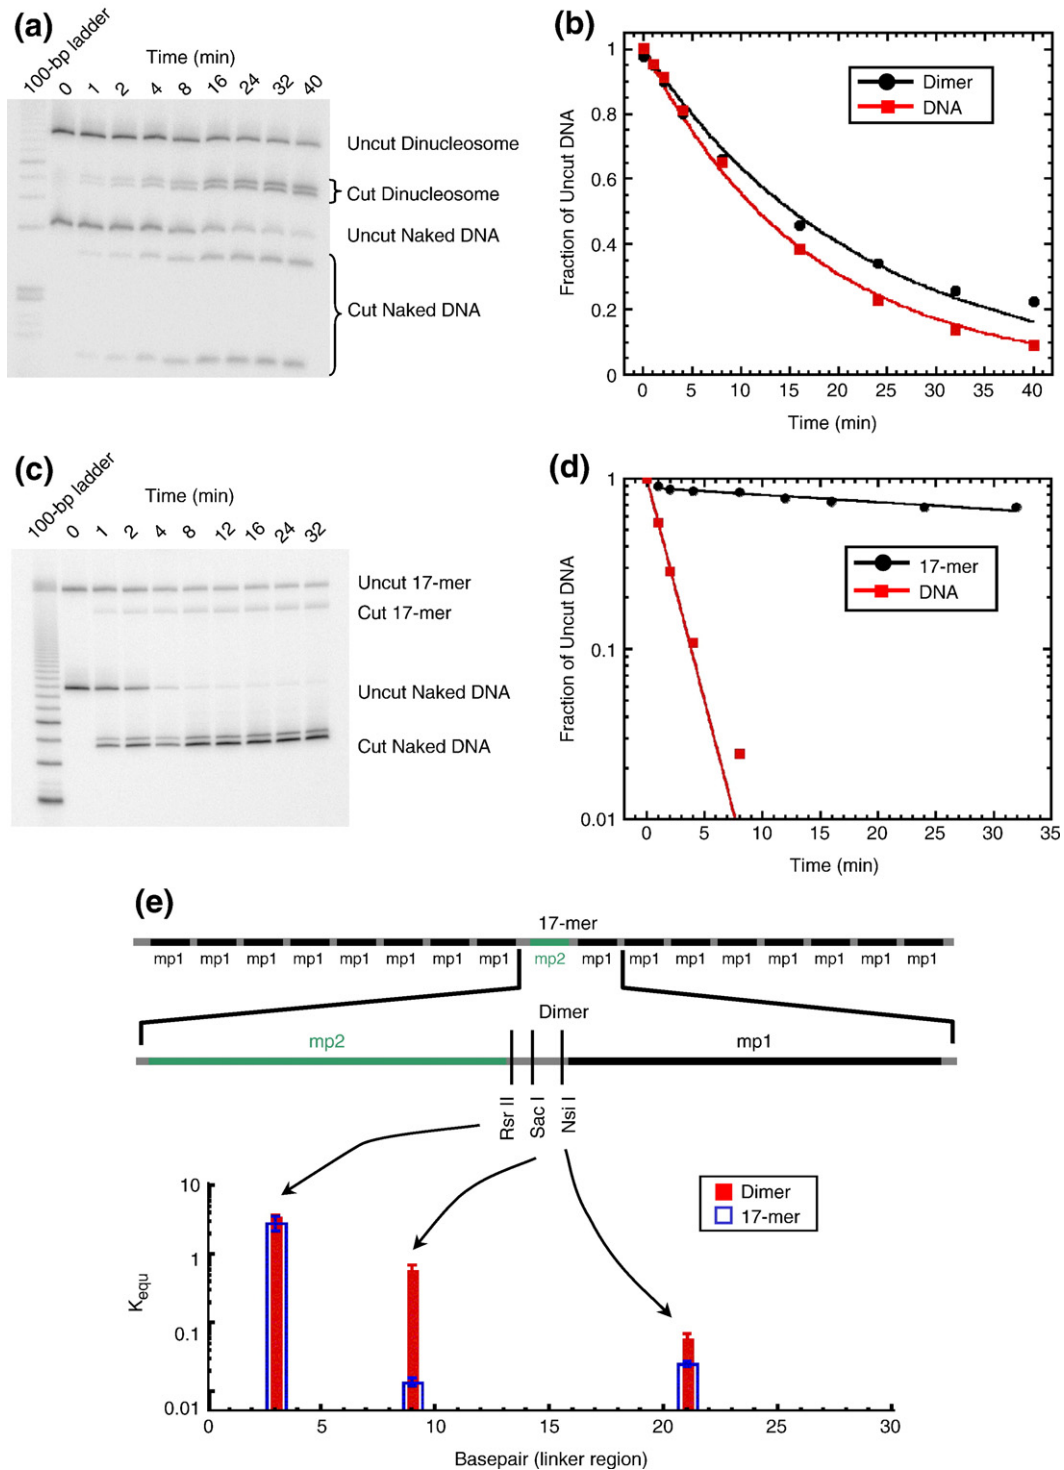 (a)
100-bp ladder
Time (min)
0 1 2 4 8 16 24 32 40
Uncut Dinucleosome
Cut Dinucleosome
Uncut Naked DNA
Cut Naked DNA
(b)
Fraction of Uncut DNA
1
0.8
0.6
0.4
0.2
0
Dimer
DNA
0 5 10 15 20 25 30 35 40
Time (min)
(c)
100-bp ladder
Time (min)
0 1 2 4 8 12 16 24 32
Uncut 17-mer
Cut 17-mer
Uncut Naked DNA
Cut Naked DNA
(d)
Fraction of Uncut DNA
1
0.1
0.01
17-mer
DNA
0 5 10 15 20 25 30 35
Time (min)
(e)
17-mer
mp1 mp1 mp1 mp1 mp1 mp1 mp1 mp1 mp2 mp1 mp1 mp1 mp1 mp1 mp1 mp1 mp1
Dimer
mp2
mp1
Rsr II
Sac I
Nsi I
Kequ
10
1
0.1
0.01
Dimer
17-mer
0 5 10 15 20 25 30
Basepair (linker region)